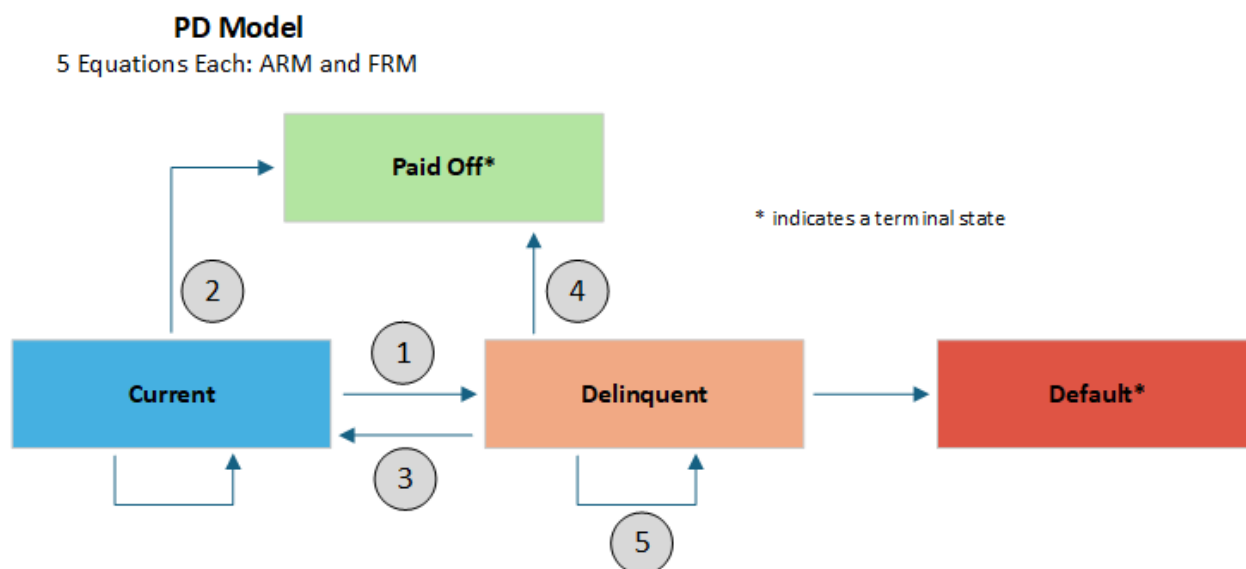 PD Model
5 Equations Each: ARM and FRM
Paid Off*
* indicates a terminal state
2
4
1
Current
Delinquent
Default*
3
5